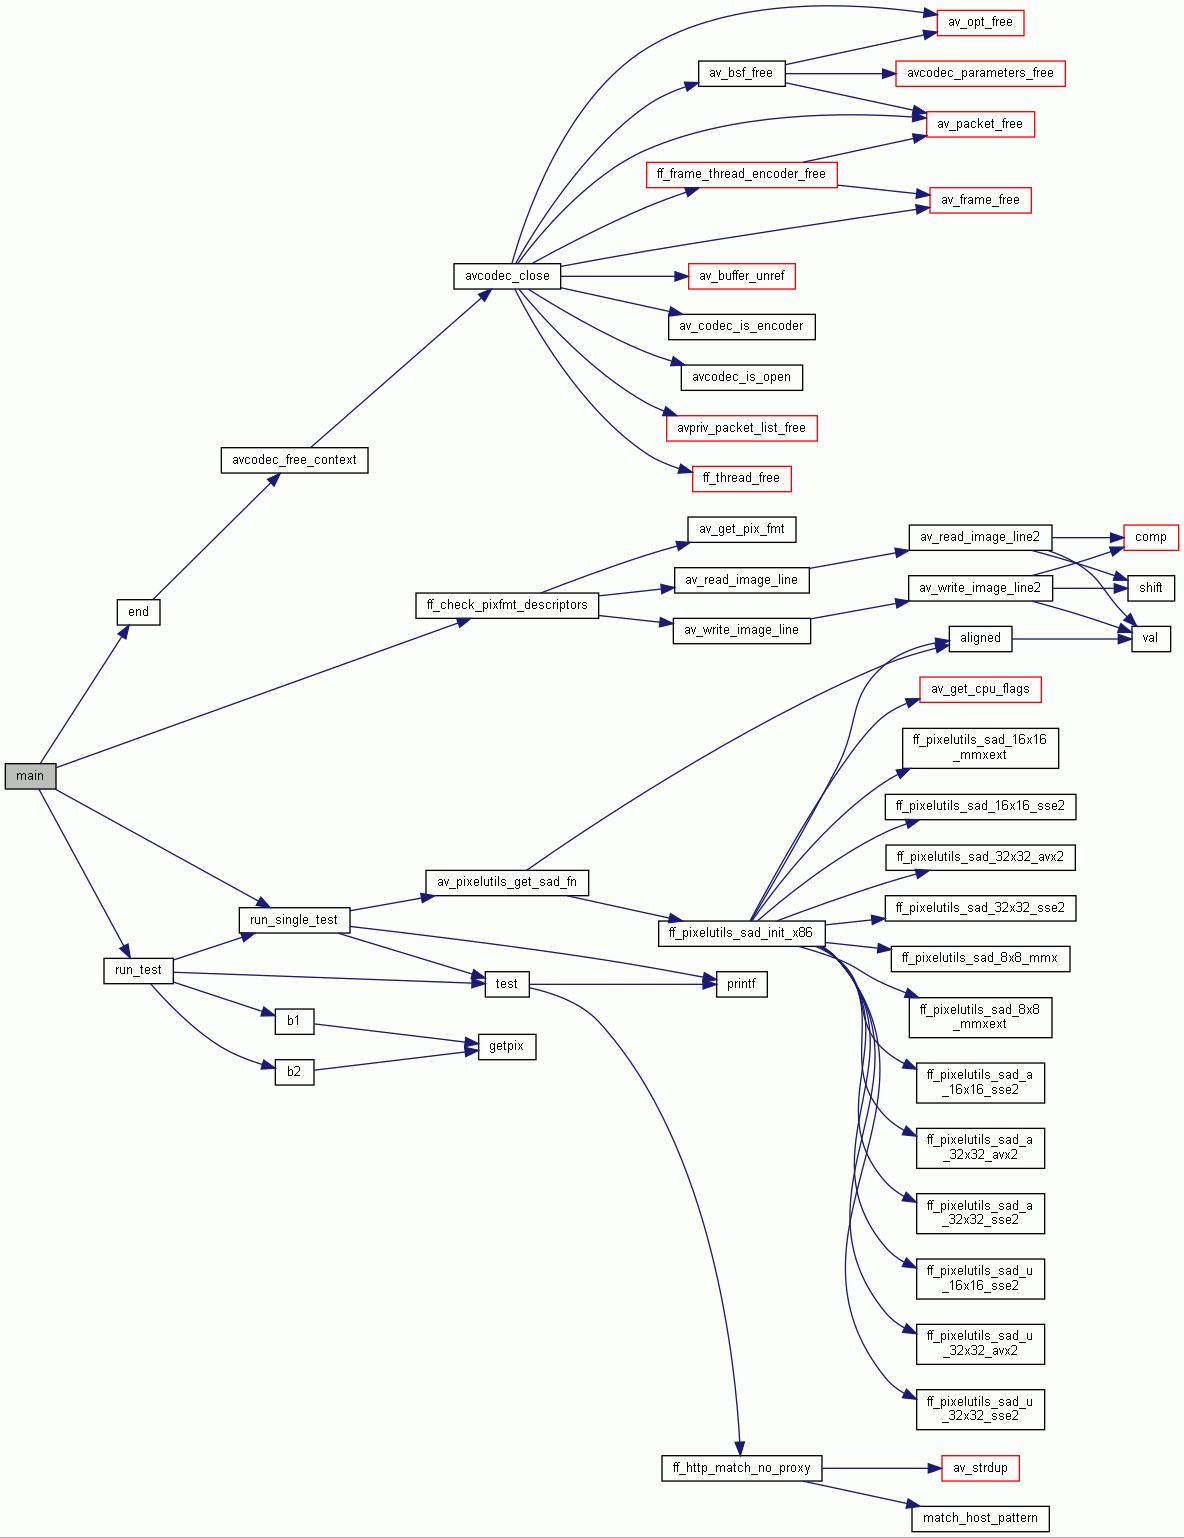 av_opt_free
av_bsf_free
avcodec_parameters_free
av_packet_free
ff_frame_thread_encoder_free
av_frame_free
avcodec_close
av_buffer_unref
av_codec_is_encoder
avcodec_is_open
avpriv_packet_list_free
avcodec_free_context
ff_thread_free
av_get_pix_fmt
av_read_image_line2
comp
av_read_image_line
av_write_image_line2
shift
end
ff_check_pixfmt_descriptors
av_write_image_line
aligned
val
av_get_cpu_flags
ff_pixelutils_sad_16x16
_mmxext
main
ff_pixelutils_sad_16x16_sse2
ff_pixelutils_sad_32x32_avx2
av_pixelutils_get_sad_fn
ff_pixelutils_sad_32x32_sse2
run_single_test
ff_pixelutils_sad_init_x86
ff_pixelutils_sad_8x8_mmx
run_test
test
printf
ff_pixelutils_sad_8x8
_mmxext
b1
getpix
b2
ff_pixelutils_sad_a
_16x16_sse2
ff_pixelutils_sad_a
_32x32_avx2
ff_pixelutils_sad_a
_32x32_sse2
ff_pixelutils_sad_u
_16x16_sse2
ff_pixelutils_sad_u
_32x32_avx2
ff_pixelutils_sad_u
_32x32_sse2
ff_http_match_no_proxy
av_strdup
match_host_pattern